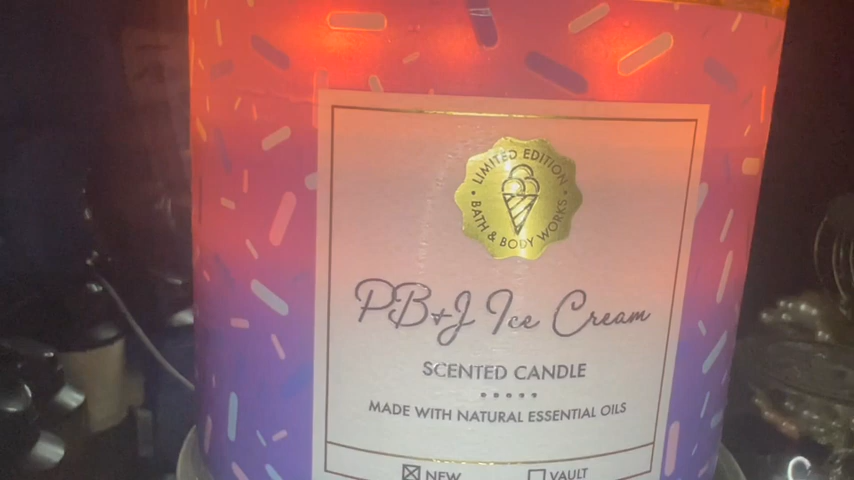 LIMITED EDITION
BATH & BODY WORKS
PB+J Ice Cream
SCENTED CANDLE
MADE WITH NATURAL ESSENTIAL OILS
NEW VAULT